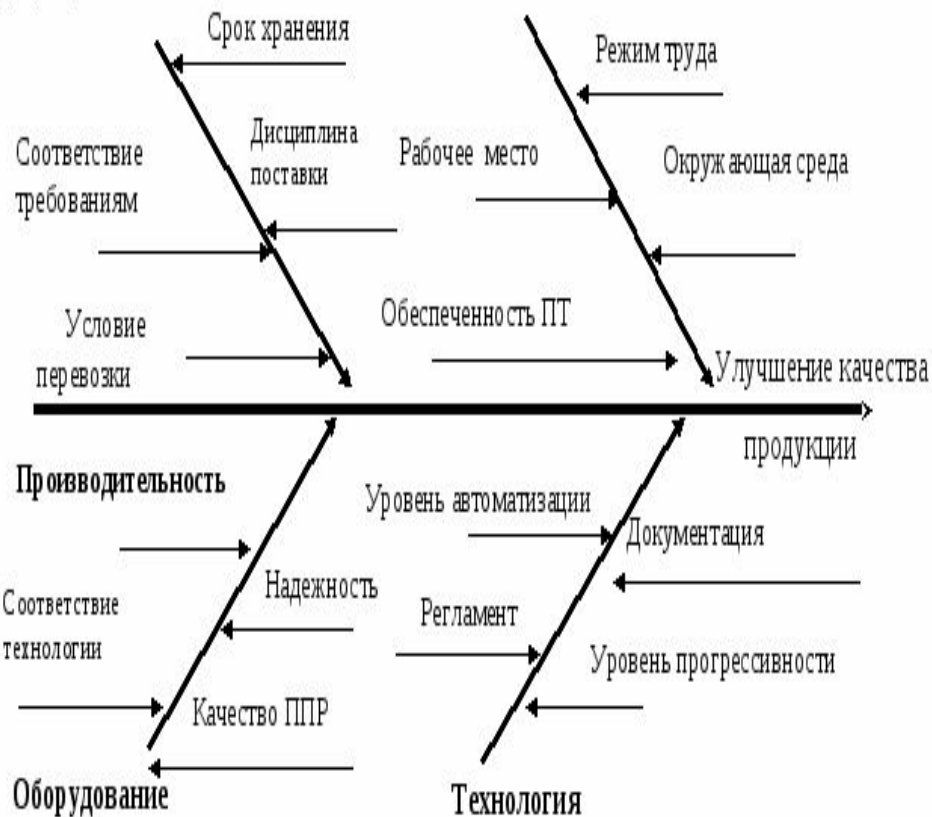 Срок хранения
Режим труда
Соответствие
требованиям
Дисциплина
поставки
Рабочее место
Окружающая среда
Условие
перевозки
Обеспеченность ПТ
Улучшение качества
продукции
Производительность
Уровень автоматизации
Документация
Соответствие
технологии
Надежность
Регламент
Уровень прогрессивности
Качество ППР
Оборудование
Технология